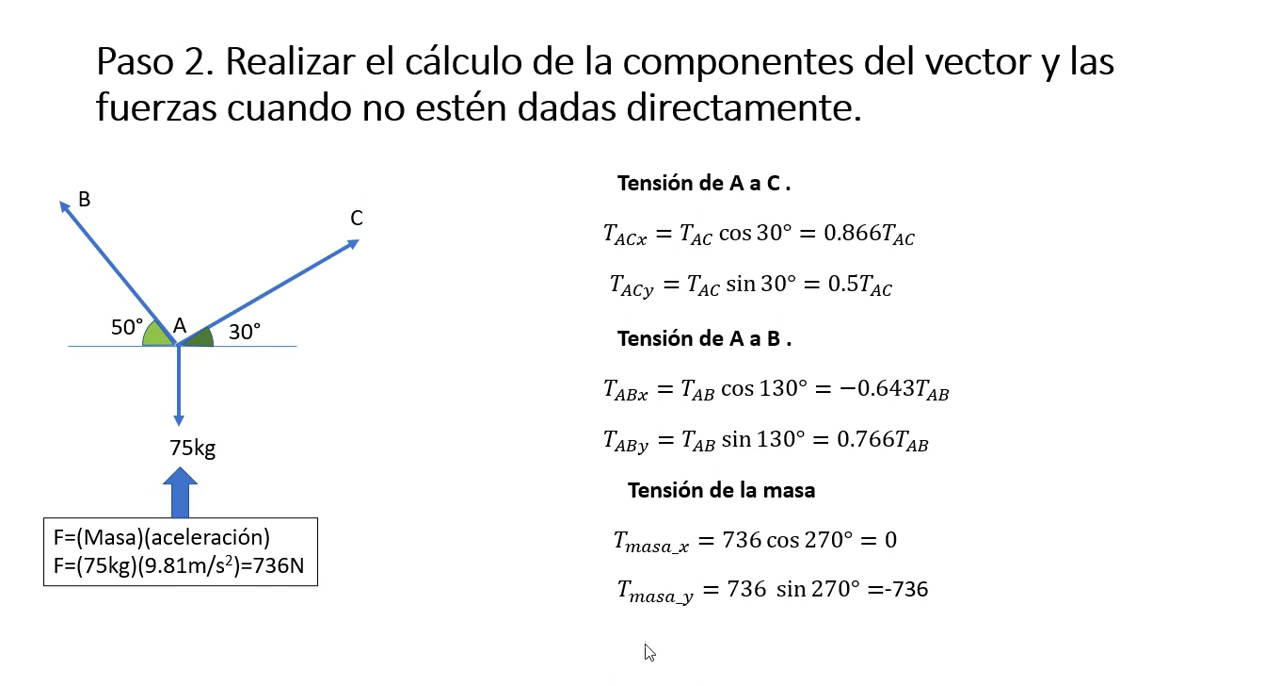 Paso 2. Realizar el cálculo de la componentes del vector y las
fuerzas cuando no estén dadas directamente.
B
C
50°
A
30°
75kg
F=(Masa)(aceleración)
F=(75kg)(9.81m/s²)=736N
Tensión de A a C .
T_ACx = T_AC cos 30° = 0.866T_AC
T_ACy = T_AC sin 30° = 0.5T_AC
Tensión de A a B .
T_ABx = T_AB cos 130° = −0.643T_AB
T_ABy = T_AB sin 130° = 0.766T_AB
Tensión de la masa
T_masa_x = 736 cos 270° = 0
T_masa_y = 736 sin 270° =-736